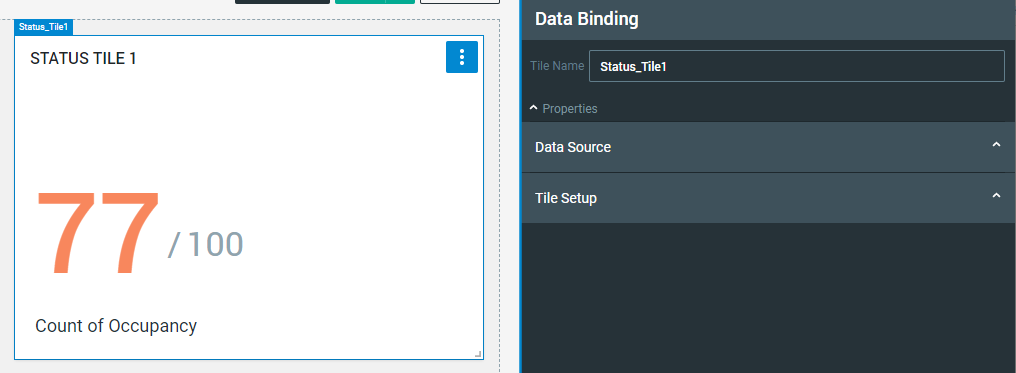 Status_Tile1
STATUS TILE 1
77 / 100
Count of Occupancy
Data Binding
Tile Name Status_Tile1
Properties
Data Source
Tile Setup